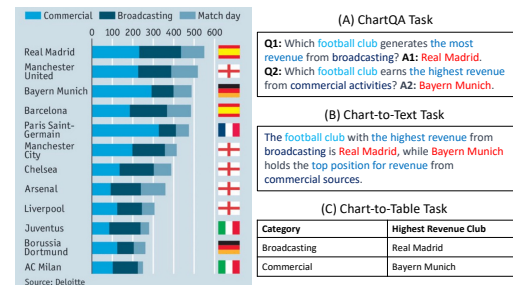 Commercial Broadcasting Match day
0 100 200 300 400 500 600
Real Madrid
Manchester
United
Bayern Munich
Barcelona
Paris Saint-
Germain
Manchester
City
Chelsea
Arsenal
Liverpool
Juventus
Borussia
Dortmund
AC Milan
Source: Deloitte
(A) ChartQA Task
Q1: Which football club generates the most
revenue from broadcasting? A1: Real Madrid.
Q2: Which football club earns the highest revenue
from commercial activities? A2: Bayern Munich.
(B) Chart-to-Text Task
The football club with the highest revenue from
broadcasting is Real Madrid, while Bayern Munich
holds the top position for revenue from
commercial sources.
(C) Chart-to-Table Task
Category Highest Revenue Club
Broadcasting Real Madrid
Commercial Bayern Munich